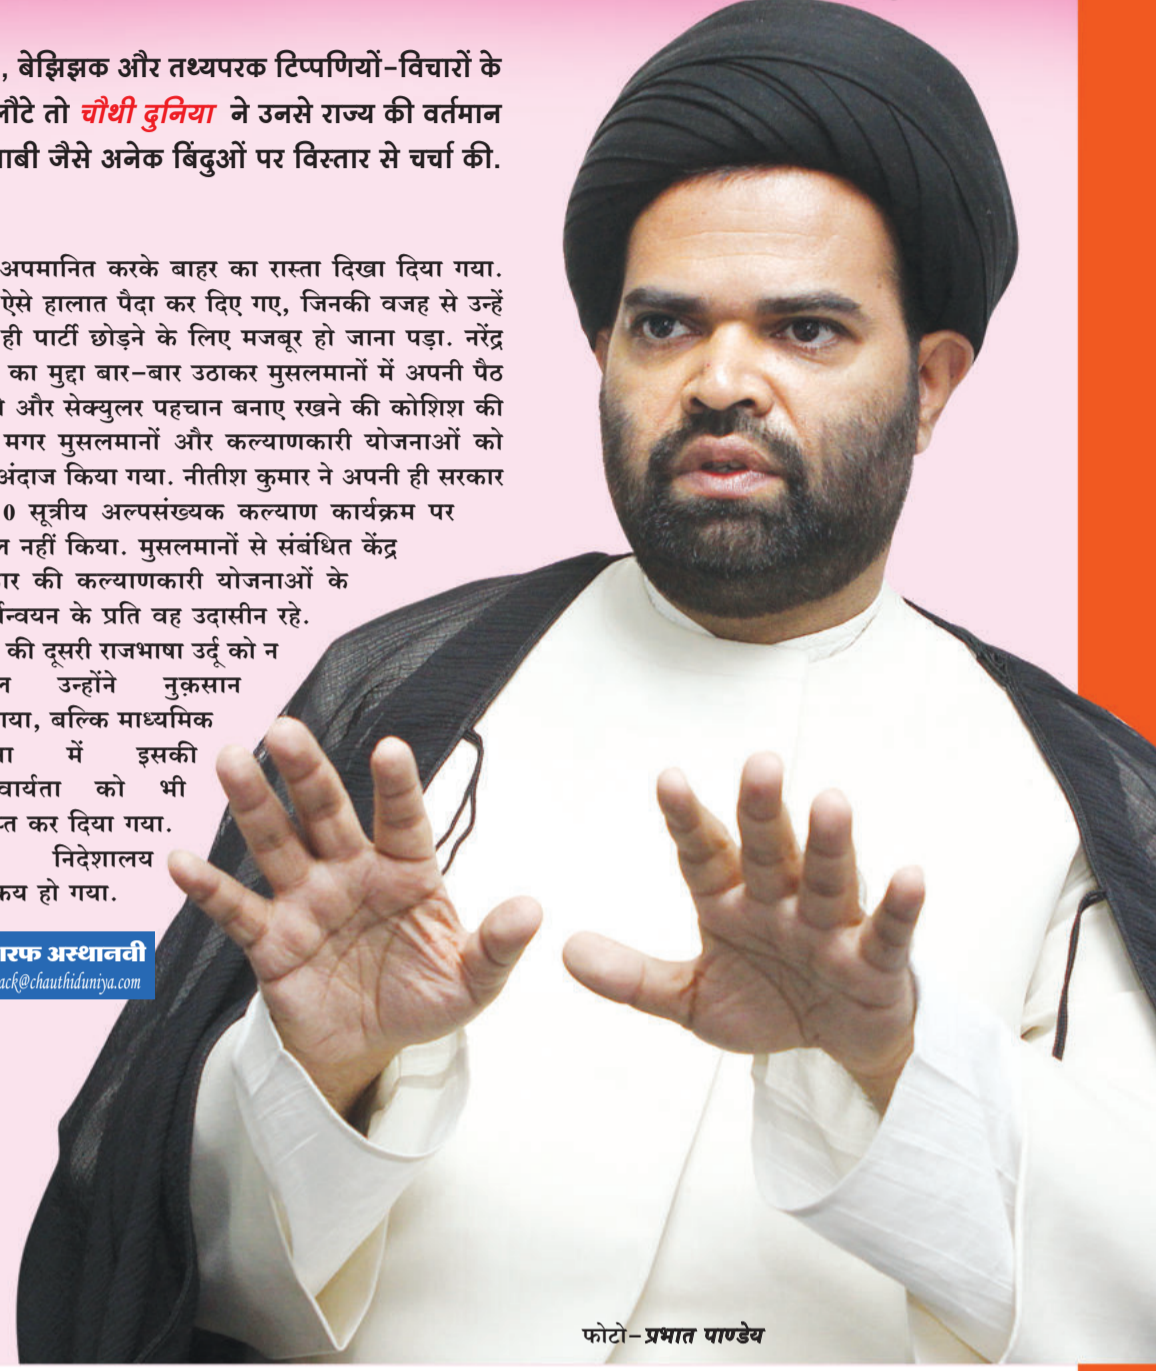 , बेझिझक और तथ्यपरक टिप्पणियों-विचारों के
लौटे तो चौथी दुनिया ने उनसे राज्य की वर्तमान
जैसे अनेक बिंदुओं पर विस्तार से चर्चा की.
अपमानित करके बाहर का रास्ता दिखा दिया गया.
ऐसे हालात पैदा कर दिए गए, जिनकी वजह से उन्हें
ही पार्टी छोड़ने के लिए मजबूर हो जाना पड़ा. नरेंद्र
का मुद्दा बार-बार उठाकर मुसलमानों में अपनी पैठ
और सेक्युलर पहचान बनाए रखने की कोशिश की
मगर मुसलमानों और कल्याणकारी योजनाओं को
अंदाज किया गया. नीतीश कुमार ने अपनी ही सरकार
0 सूत्रीय अल्पसंख्यक कल्याण कार्यक्रम पर
नहीं किया. मुसलमानों से संबंधित केंद्र
की कल्याणकारी योजनाओं के
के प्रति वह उदासीन रहे.
की दूसरी राजभाषा उर्दू को न
उन्होंने नुक़सान
बल्कि माध्यमिक
में इसकी
को भी
कर दिया गया.
निदेशालय
हो गया.
अस्थानवी
ack@chauthiduniya.com
फोटो-प्रभात पाण्डेय